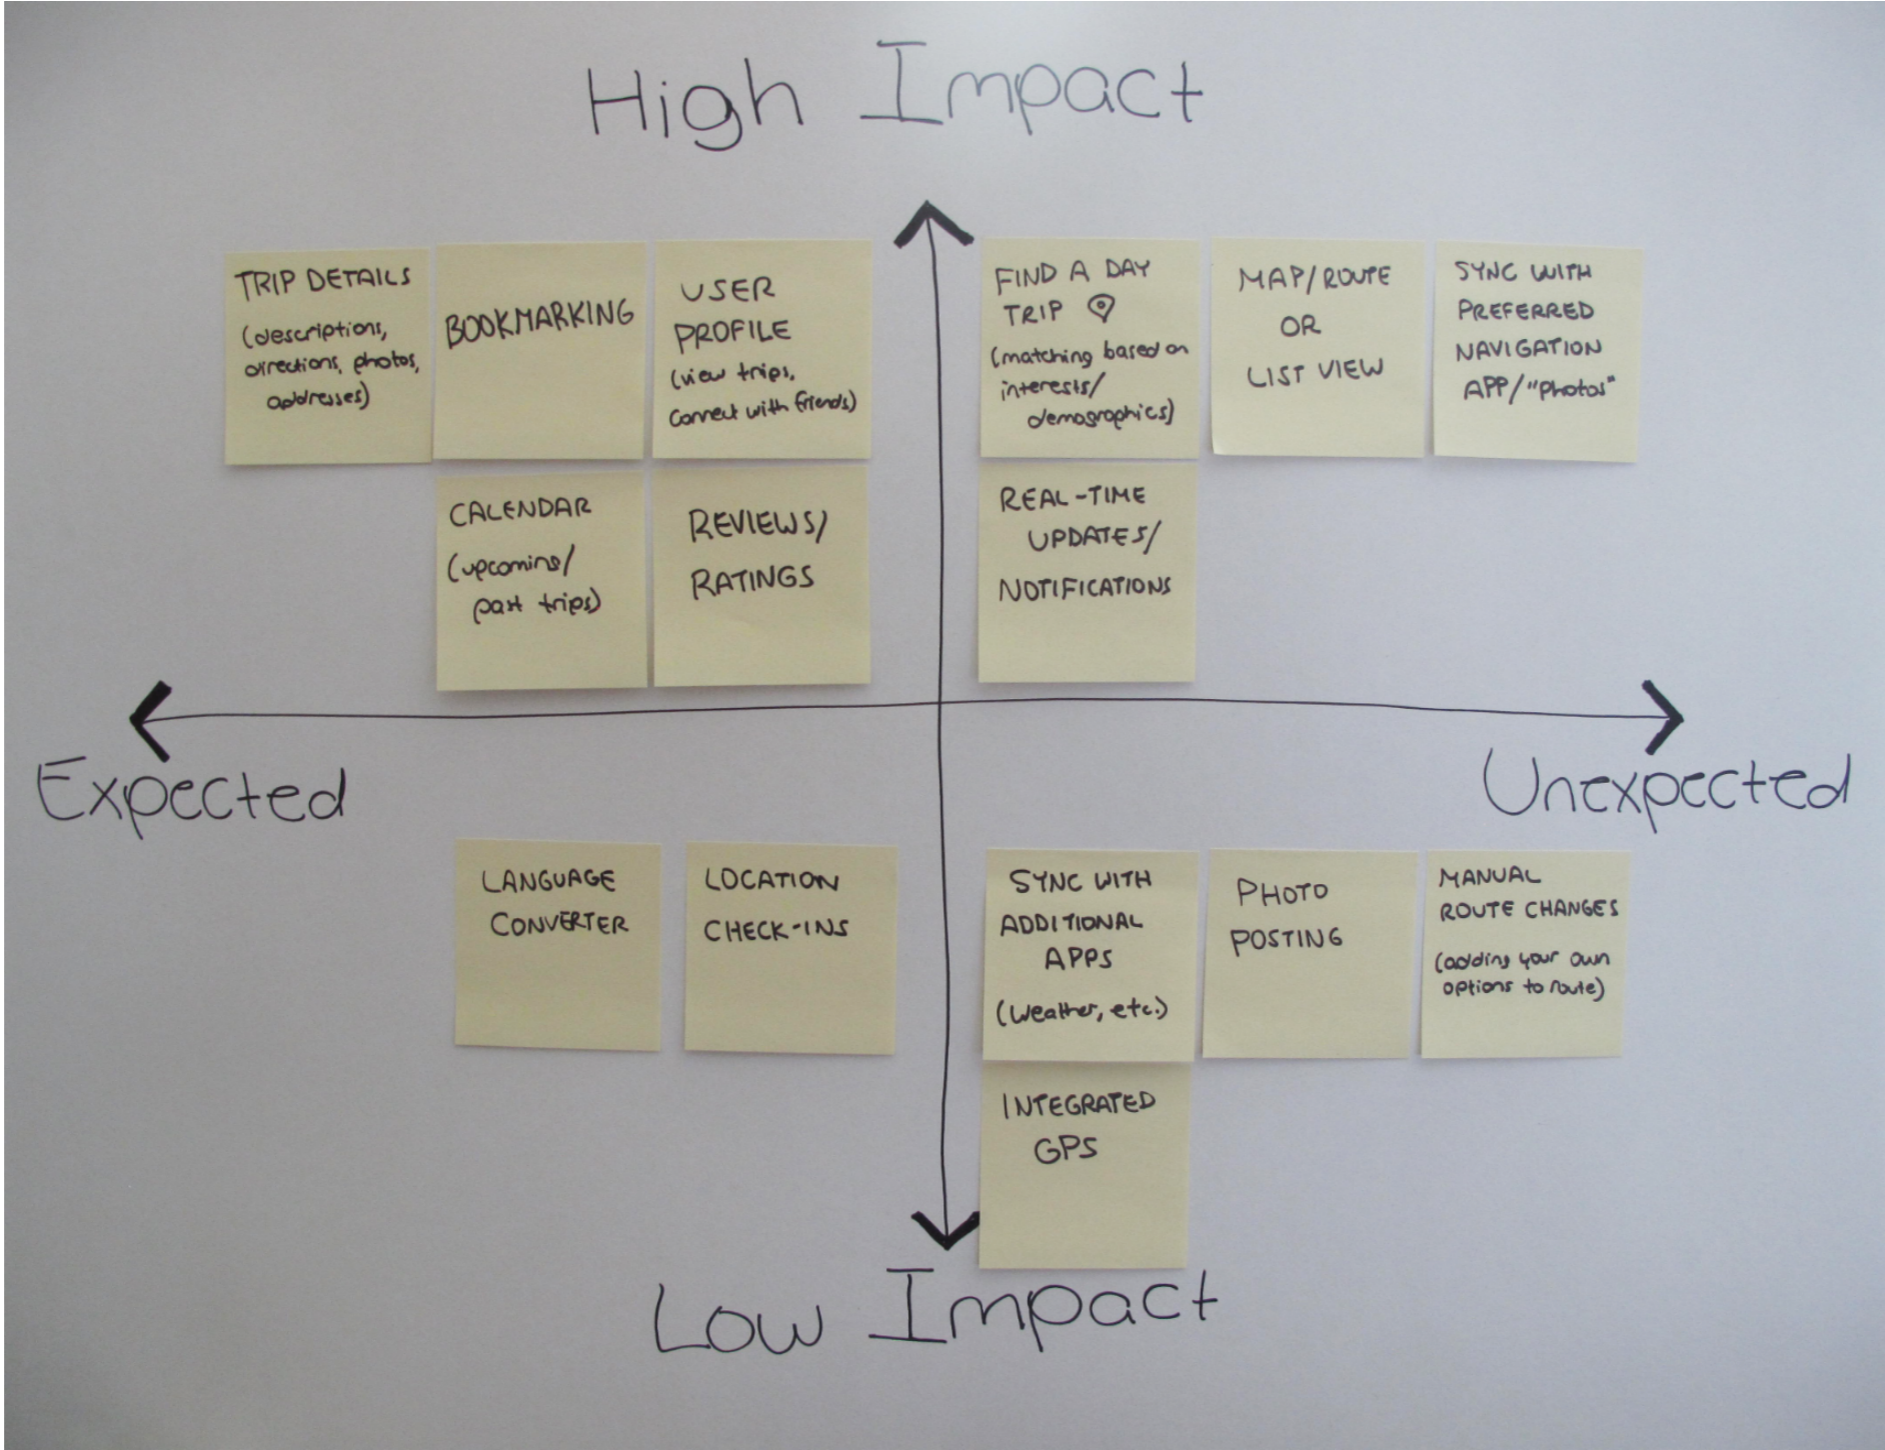 High Impact
TRIP DETAILS
(descriptions,
directions, photos,
addresses)
BOOKMARKING
USER
PROFILE
(view trips,
connect with friends)
FIND A DAY
TRIP
(matching based on
interests/
demographics)
MAP/ROUTE
OR
LIST VIEW
SYNC WITH
PREFERRED
NAVIGATION
APP/"Photos"
CALENDAR
(upcoming/
past trips)
REVIEWS/
RATINGS
REAL-TIME
UPDATES/
NOTIFICATIONS
Expected
Unexpected
LANGUAGE
CONVERTER
LOCATION
CHECK-INS
SYNC WITH
ADDITIONAL
APPS
(Weather, etc.)
PHOTO
POSTING
MANUAL
ROUTE CHANGES
(adding your own
options to route)
INTEGRATED
GPS
Low Impact